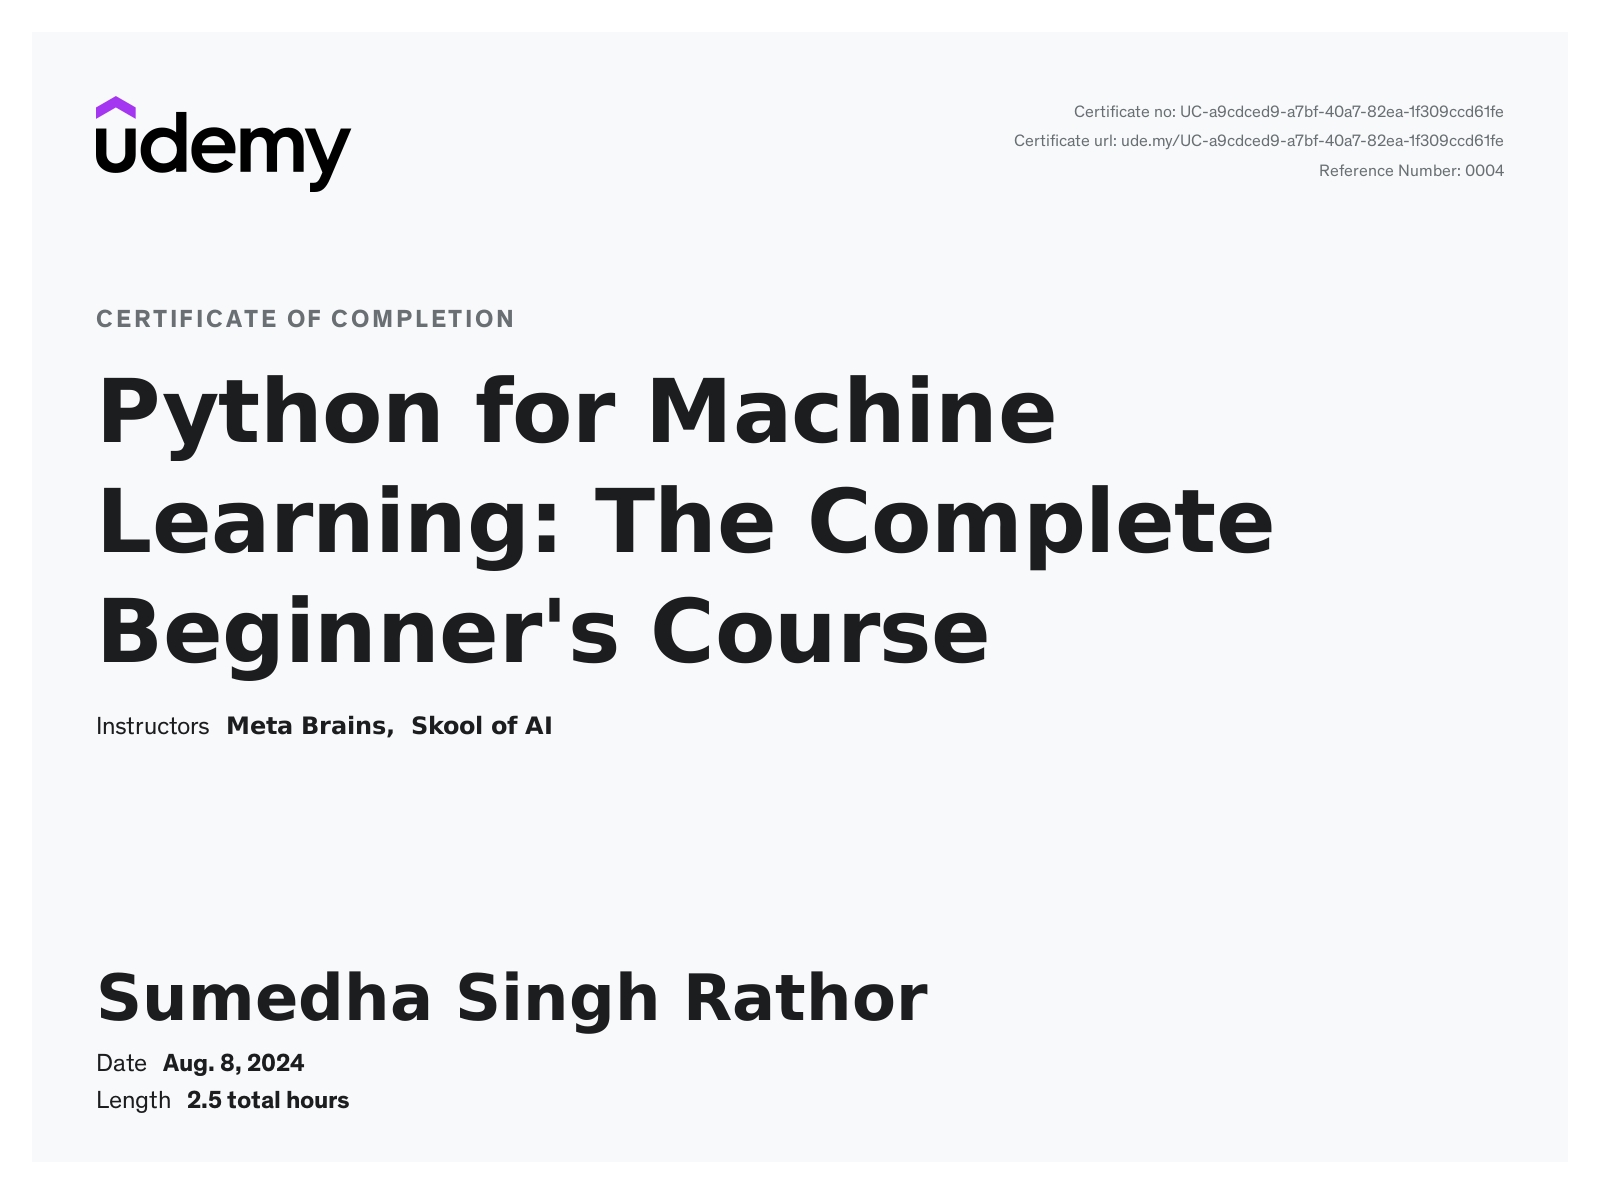 udemy
Certificate no: UC-a9cdced9-a7bf-40a7-82ea-1f309ccd61fe
Certificate url: ude.my/UC-a9cdced9-a7bf-40a7-82ea-1f309ccd61fe
Reference Number: 0004
CERTIFICATE OF COMPLETION
Python for Machine
Learning: The Complete
Beginner's Course
Instructors Meta Brains, Skool of AI
Sumedha Singh Rathor
Date Aug. 8, 2024
Length 2.5 total hours